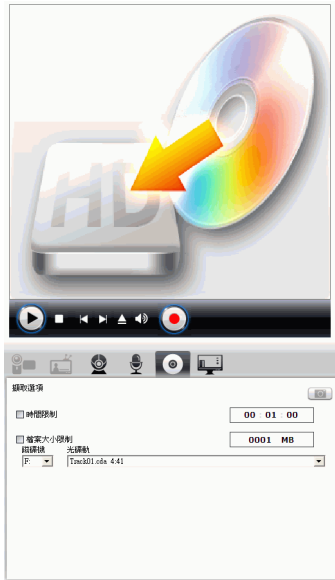 HD
擷取選項
時間限制
00 : 01 : 00
檔案大小限制
0001 MB
磁碟機 光碟軌
F: Track01.cda 4:41